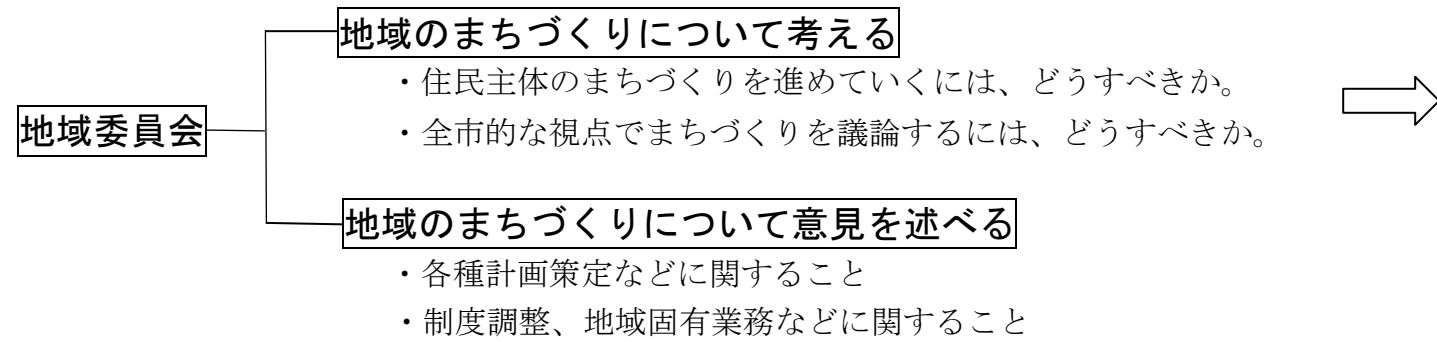 地域のまちづくりについて考える
・住民主体のまちづくりを進めていくには、どうすべきか。
地域委員会
・全市的な視点でまちづくりを議論するには、どうすべきか。
地域のまちづくりについて意見を述べる
・各種計画策定などに関すること
・制度調整、地域固有業務などに関すること